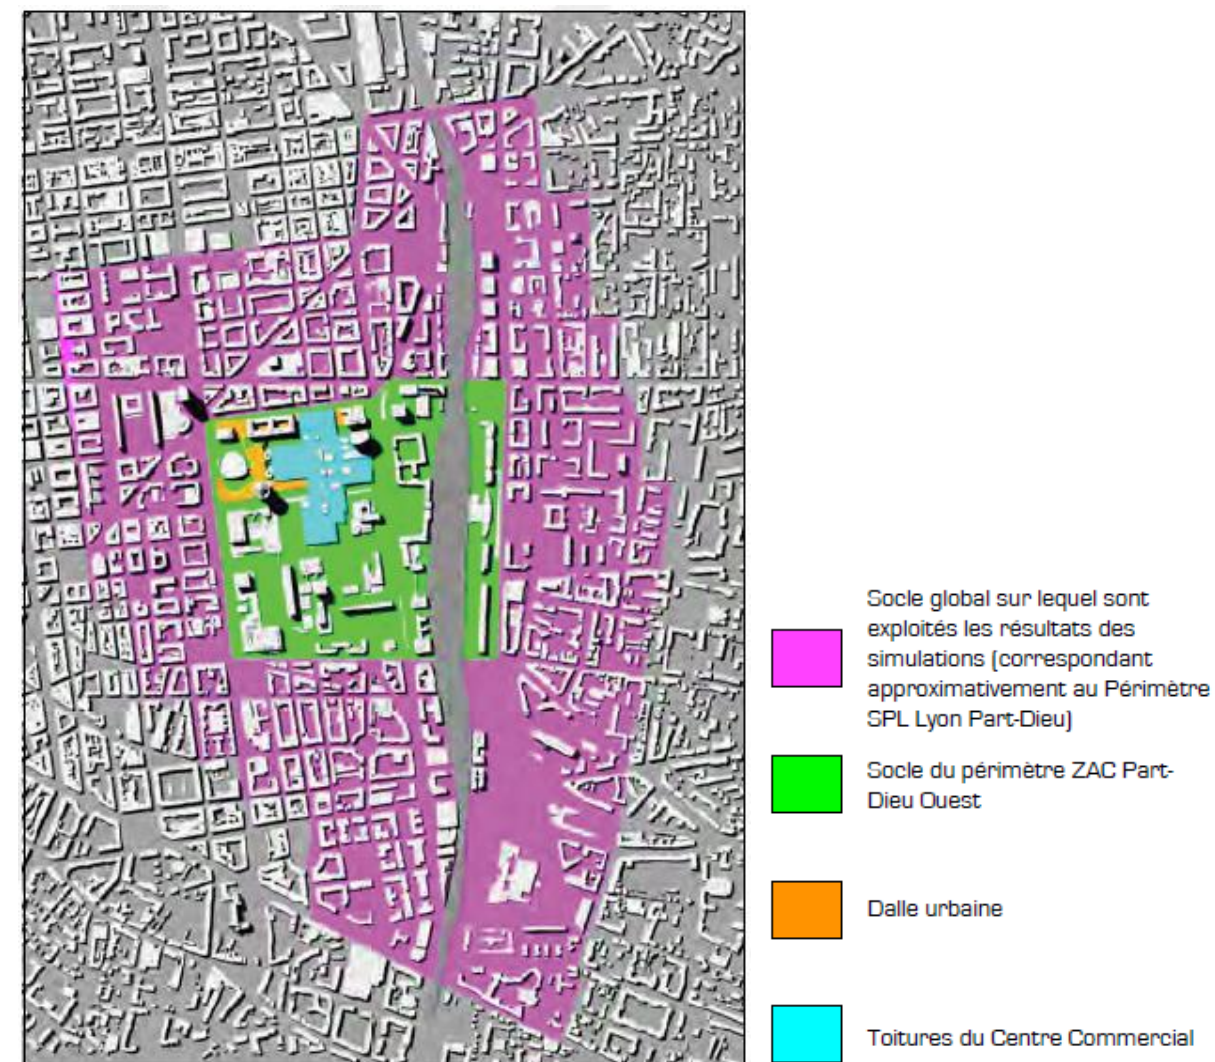 Socle global sur lequel sont
exploités les résultats des
simulations (correspondant
approximativement au Périmètre
SPL Lyon Part-Dieu)
Socle du périmètre ZAC Part-
Dieu Ouest
Dalle urbaine
Toitures du Centre Commercial